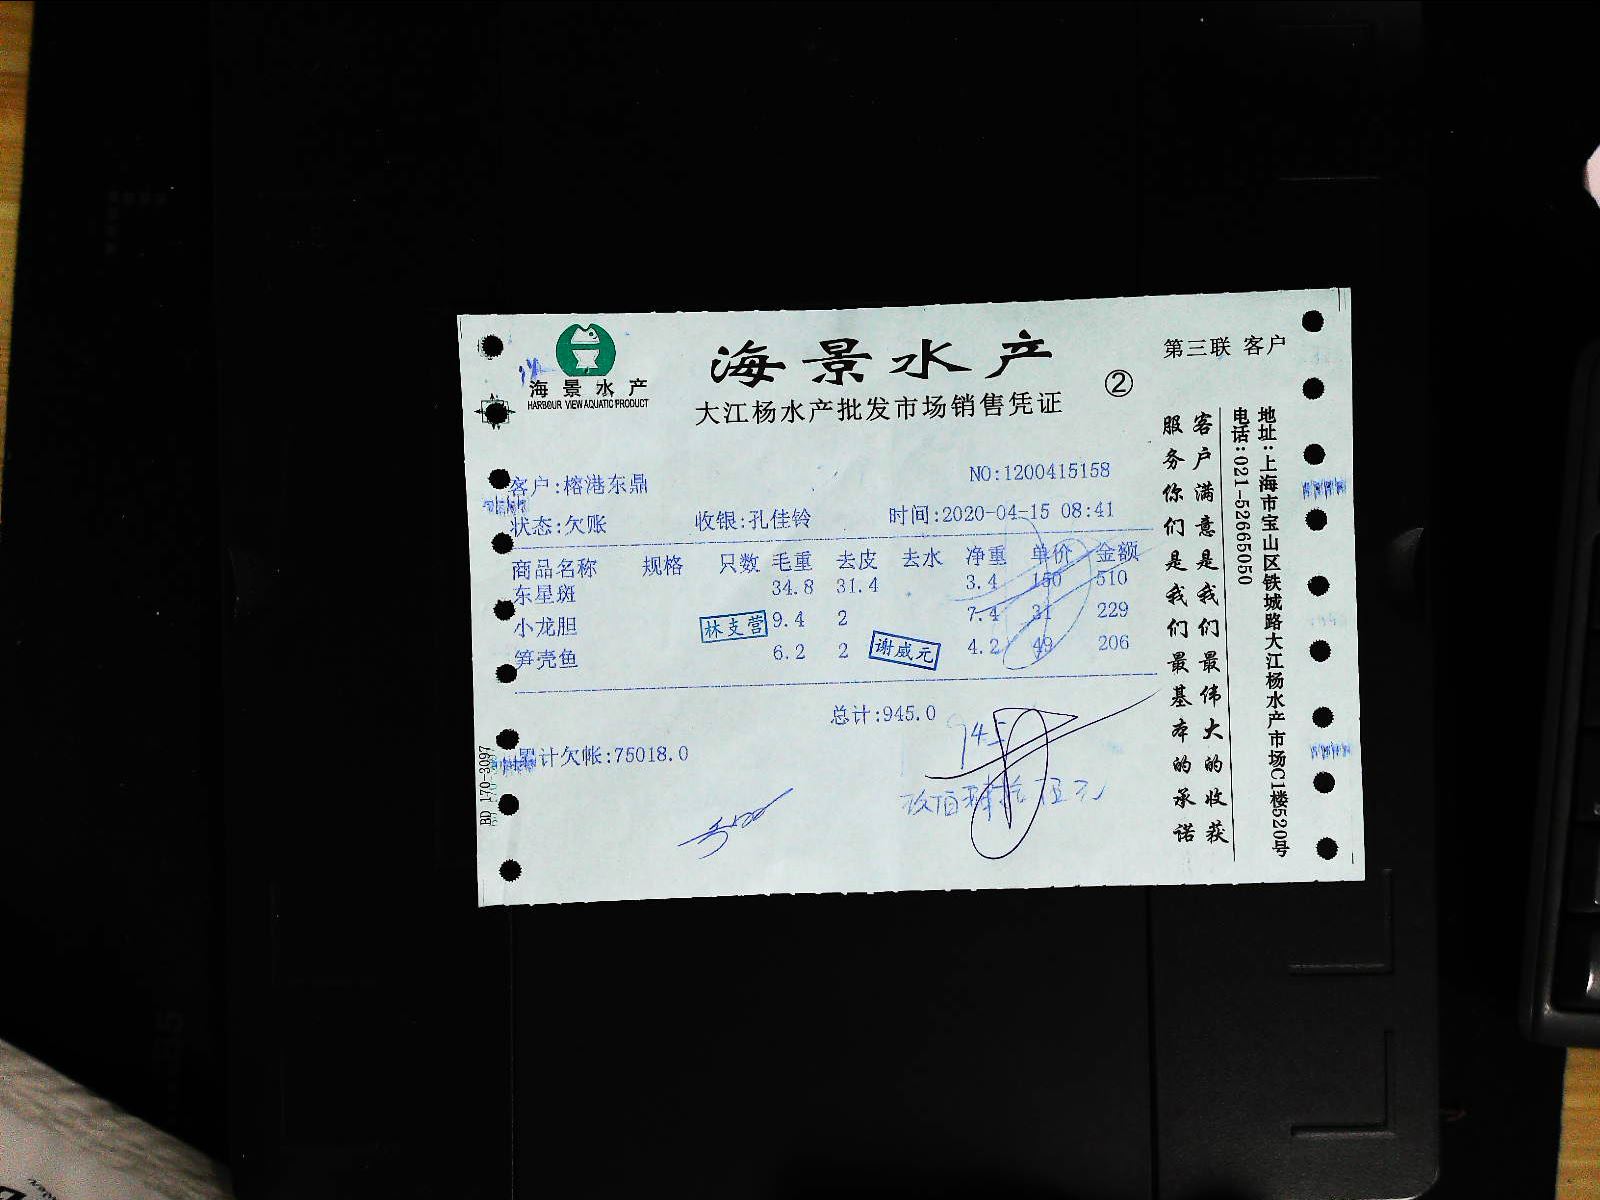 海景水产
HARBOUR VIEW AQUATIC PRODUCT
海景水产
大江杨水产批发市场销售凭证
②
第三联 客户
客户:榕港东鼎
NO:1200415158
状态:欠账 收银:孔佳铃 时间:2020-04-15 08:41
商品名称 规格 只数 毛重 去皮 去水 净重 单价 金额
东星斑 34.8 31.4 3.4 150 510
小龙胆 9.4 2 7.4 31 229
林支营
笋壳鱼 6.2 2 4.2 49 206
谢威元
总计:945.0
945
累计欠帐:75018.0
玖佰肆拾伍元
BD 170-3097
客户满意是我们最伟大的收获
服务你们是我们最基本的承诺
地址:上海市宝山区铁城路大江杨水产市场C1楼520号
电话:021-52665050